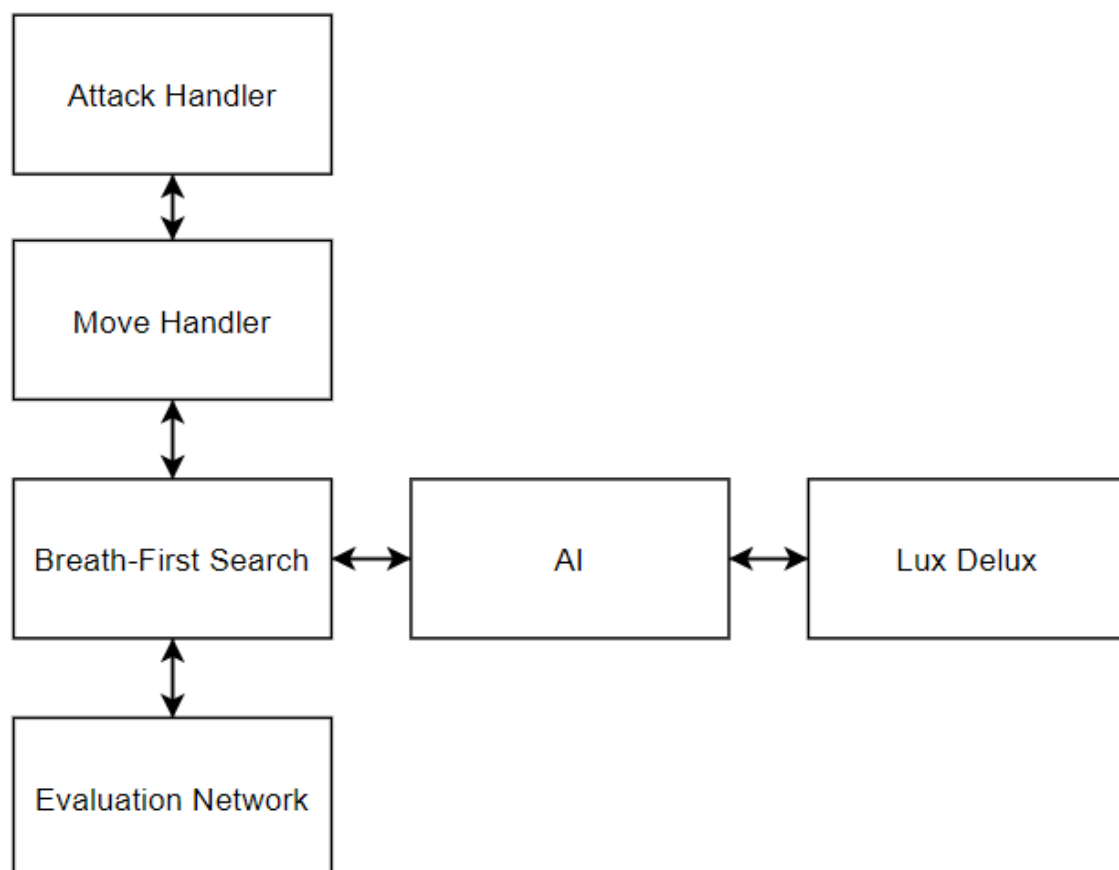 Attack Handler
Move Handler
Breath-First Search
AI
Lux Delux
Evaluation Network